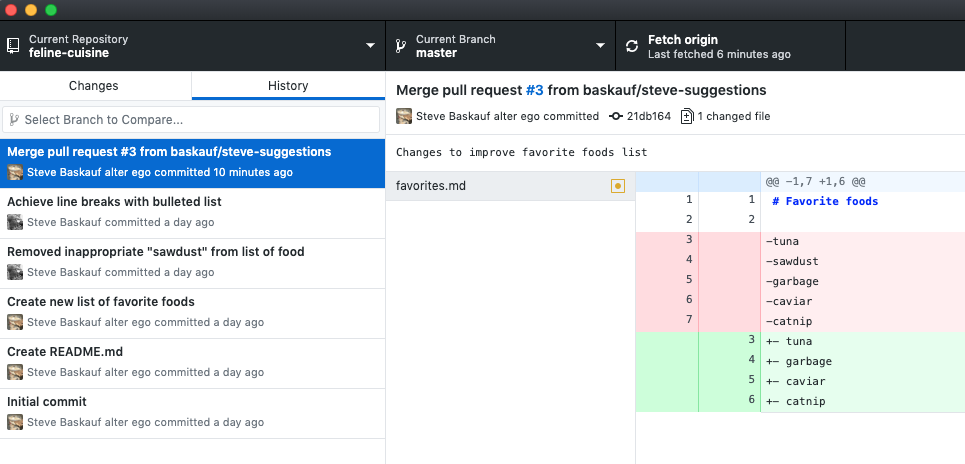 Current Repository
feline-cuisine
Current Branch
master
Fetch origin
Last fetched 6 minutes ago
Changes
History
Select Branch to Compare...
Merge pull request #3 from baskauf/steve-suggestions
Steve Baskauf alter ego committed 10 minutes ago
Achieve line breaks with bulleted list
Steve Baskauf committed a day ago
Removed inappropriate "sawdust" from list of food
Steve Baskauf committed a day ago
Create new list of favorite foods
Steve Baskauf alter ego committed a day ago
Create README.md
Steve Baskauf alter ego committed a day ago
Initial commit
Steve Baskauf alter ego committed a day ago
Merge pull request #3 from baskauf/steve-suggestions
Steve Baskauf alter ego committed 21db164 1 changed file
Changes to improve favorite foods list
favorites.md
@@ -1,7 +1,6 @@
1 1 # Favorite foods
2 2
3 -tuna
4 -sawdust
5 -garbage
6 -caviar
7 -catnip
3 +- tuna
4 +- garbage
5 +- caviar
6 +- catnip